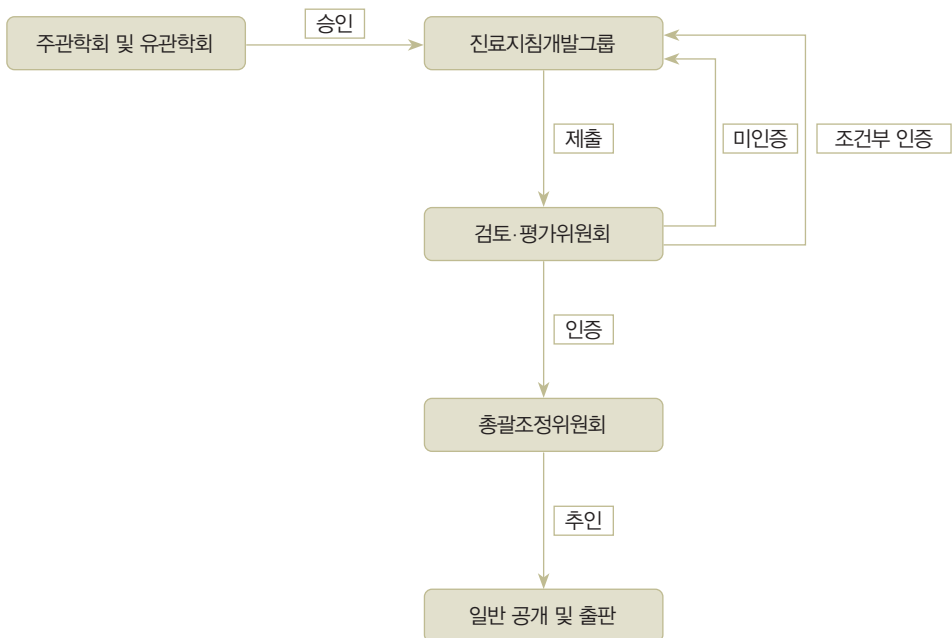 승인
주관학회 및 유관학회
진료지침개발그룹
제출
미인증
조건부 인증
검토·평가위원회
인증
총괄조정위원회
추인
일반 공개 및 출판